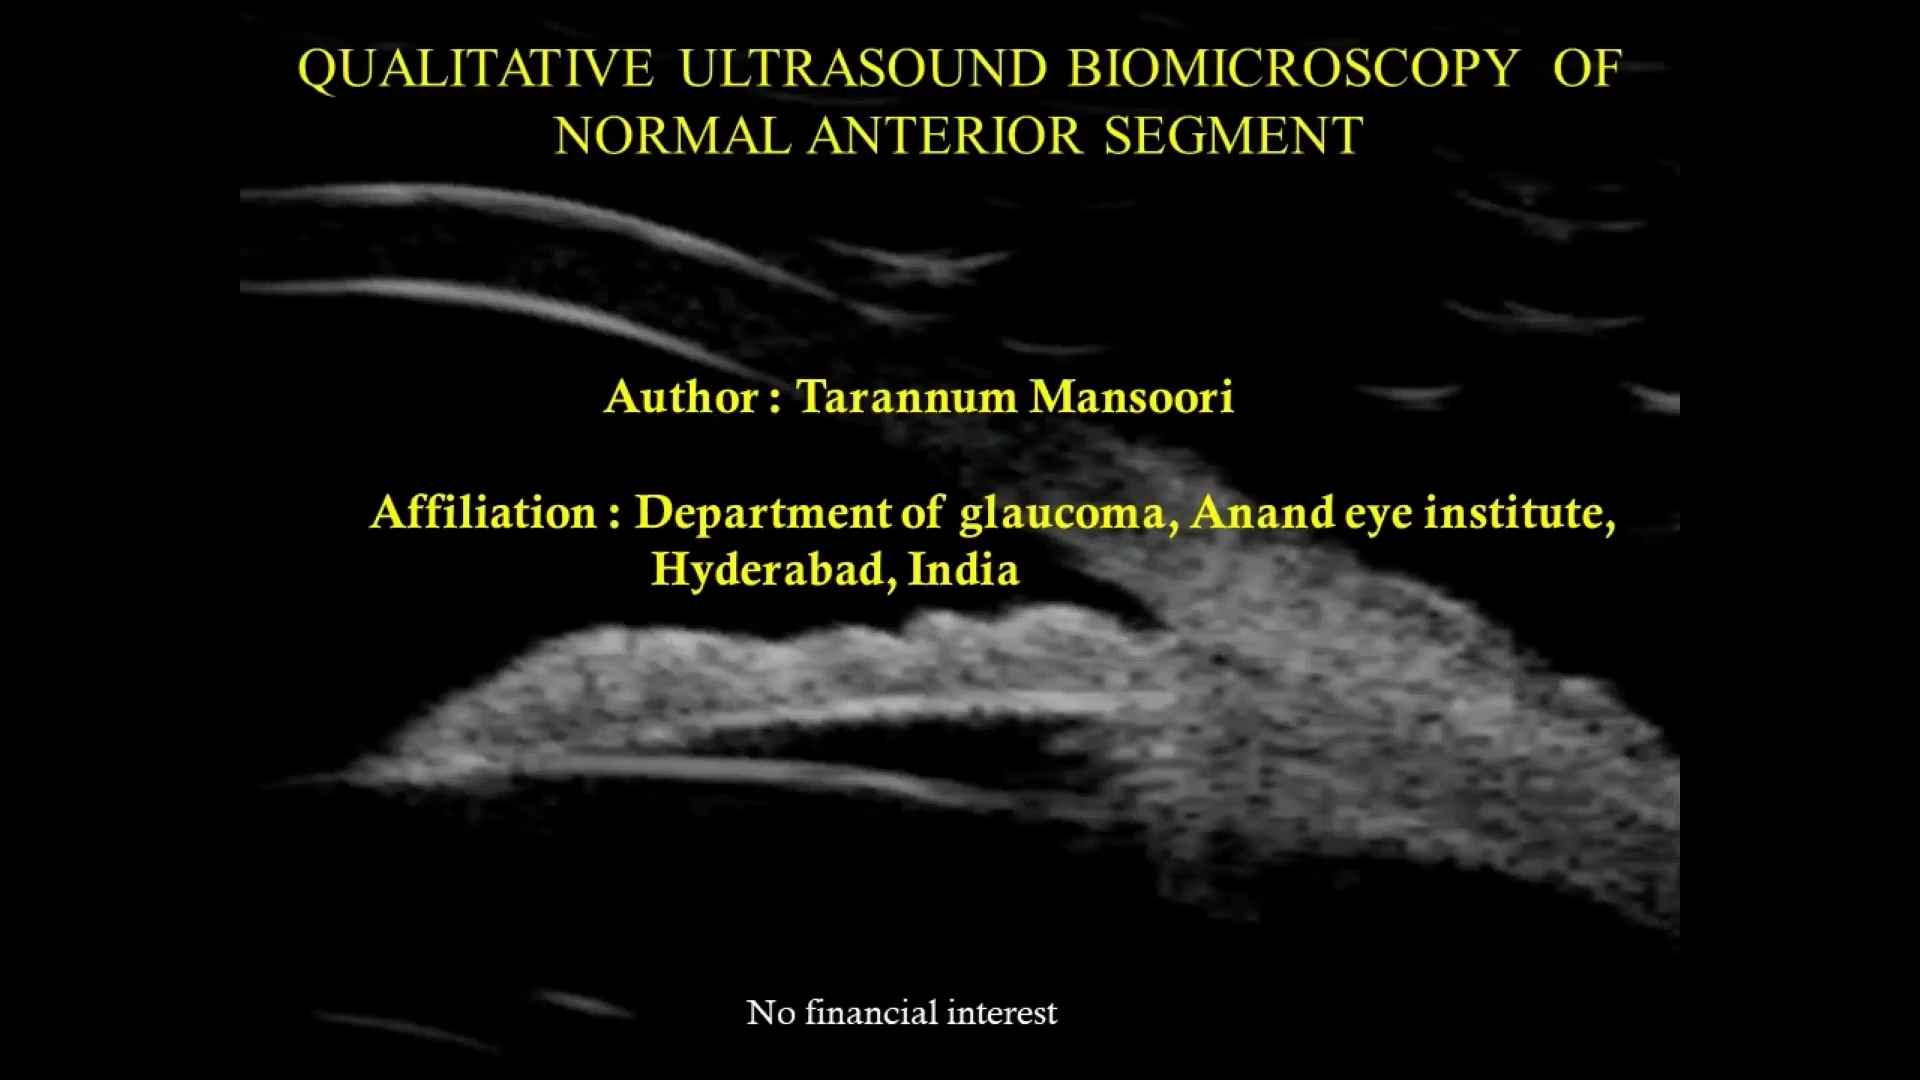 QUALITATIVE ULTRASOUND BIOMICROSCOPY OF
NORMAL ANTERIOR SEGMENT
Author : Tarannum Mansoori
Affiliation : Department of glaucoma, Anand eye institute,
Hyderabad, India
No financial interest